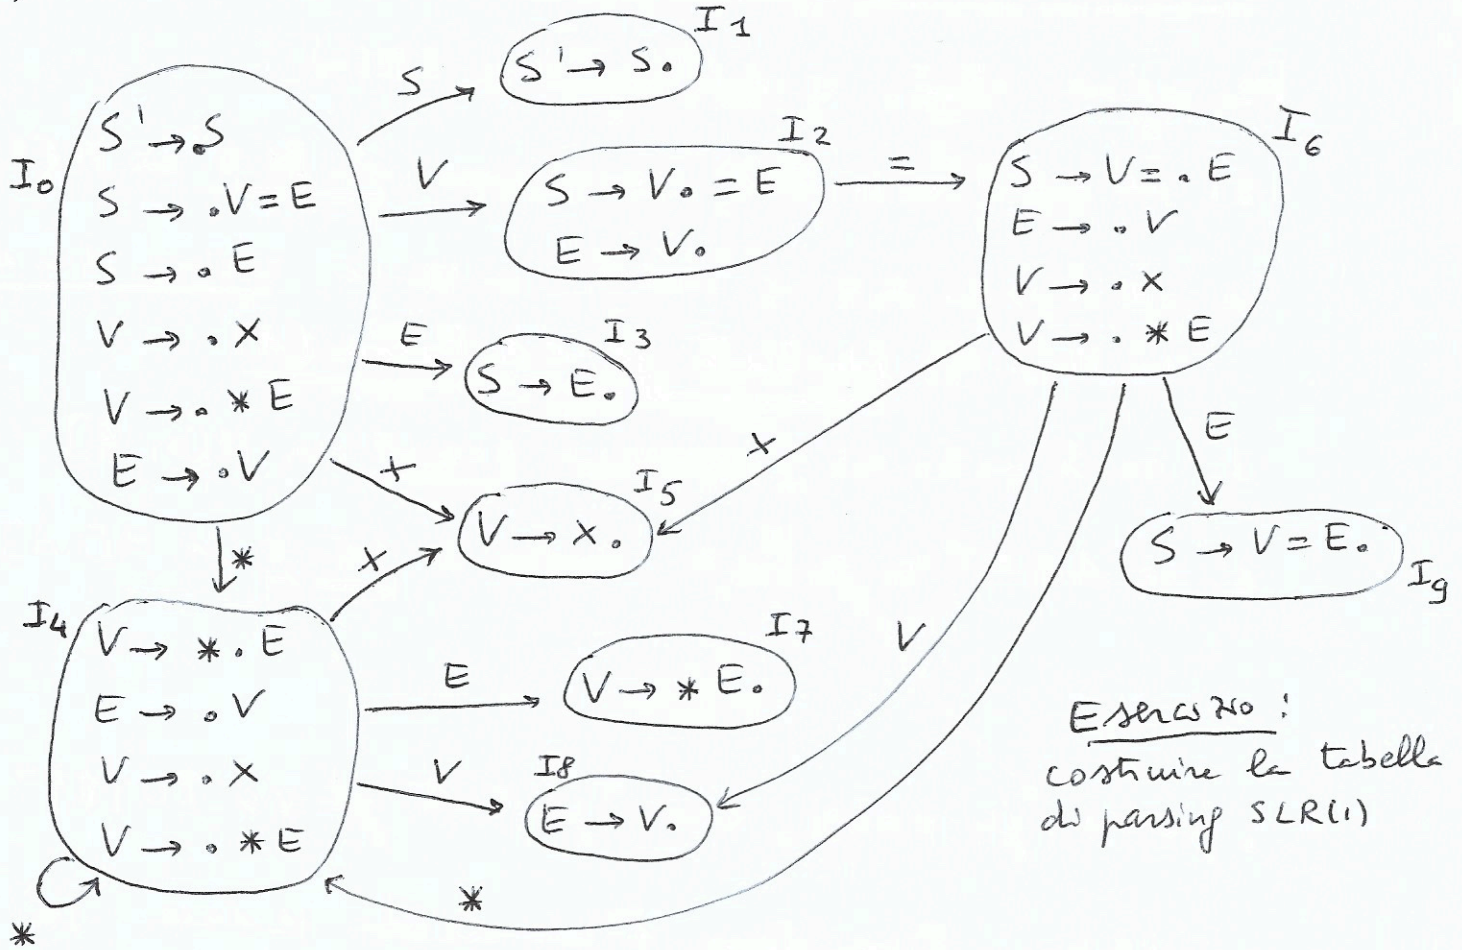 I0
S' → .S
S → .V=E
S → .E
V → .x
V → .*E
E → .V
S
I1
S' → S.
V
I2
S → V.=E
E → V.
=
I6
S → V=.E
E → .V
V → .x
V → .*E
E
I3
S → E.
x
I5
V → x.
x
x
E
S → V=E.
I9
*
I4
V → *.E
E → .V
V → .x
V → .*E
*
E
I7
V → *E.
V
I8
E → V.
V
*
Esercizio:
costruire la tabella
di parsing SLR(1)